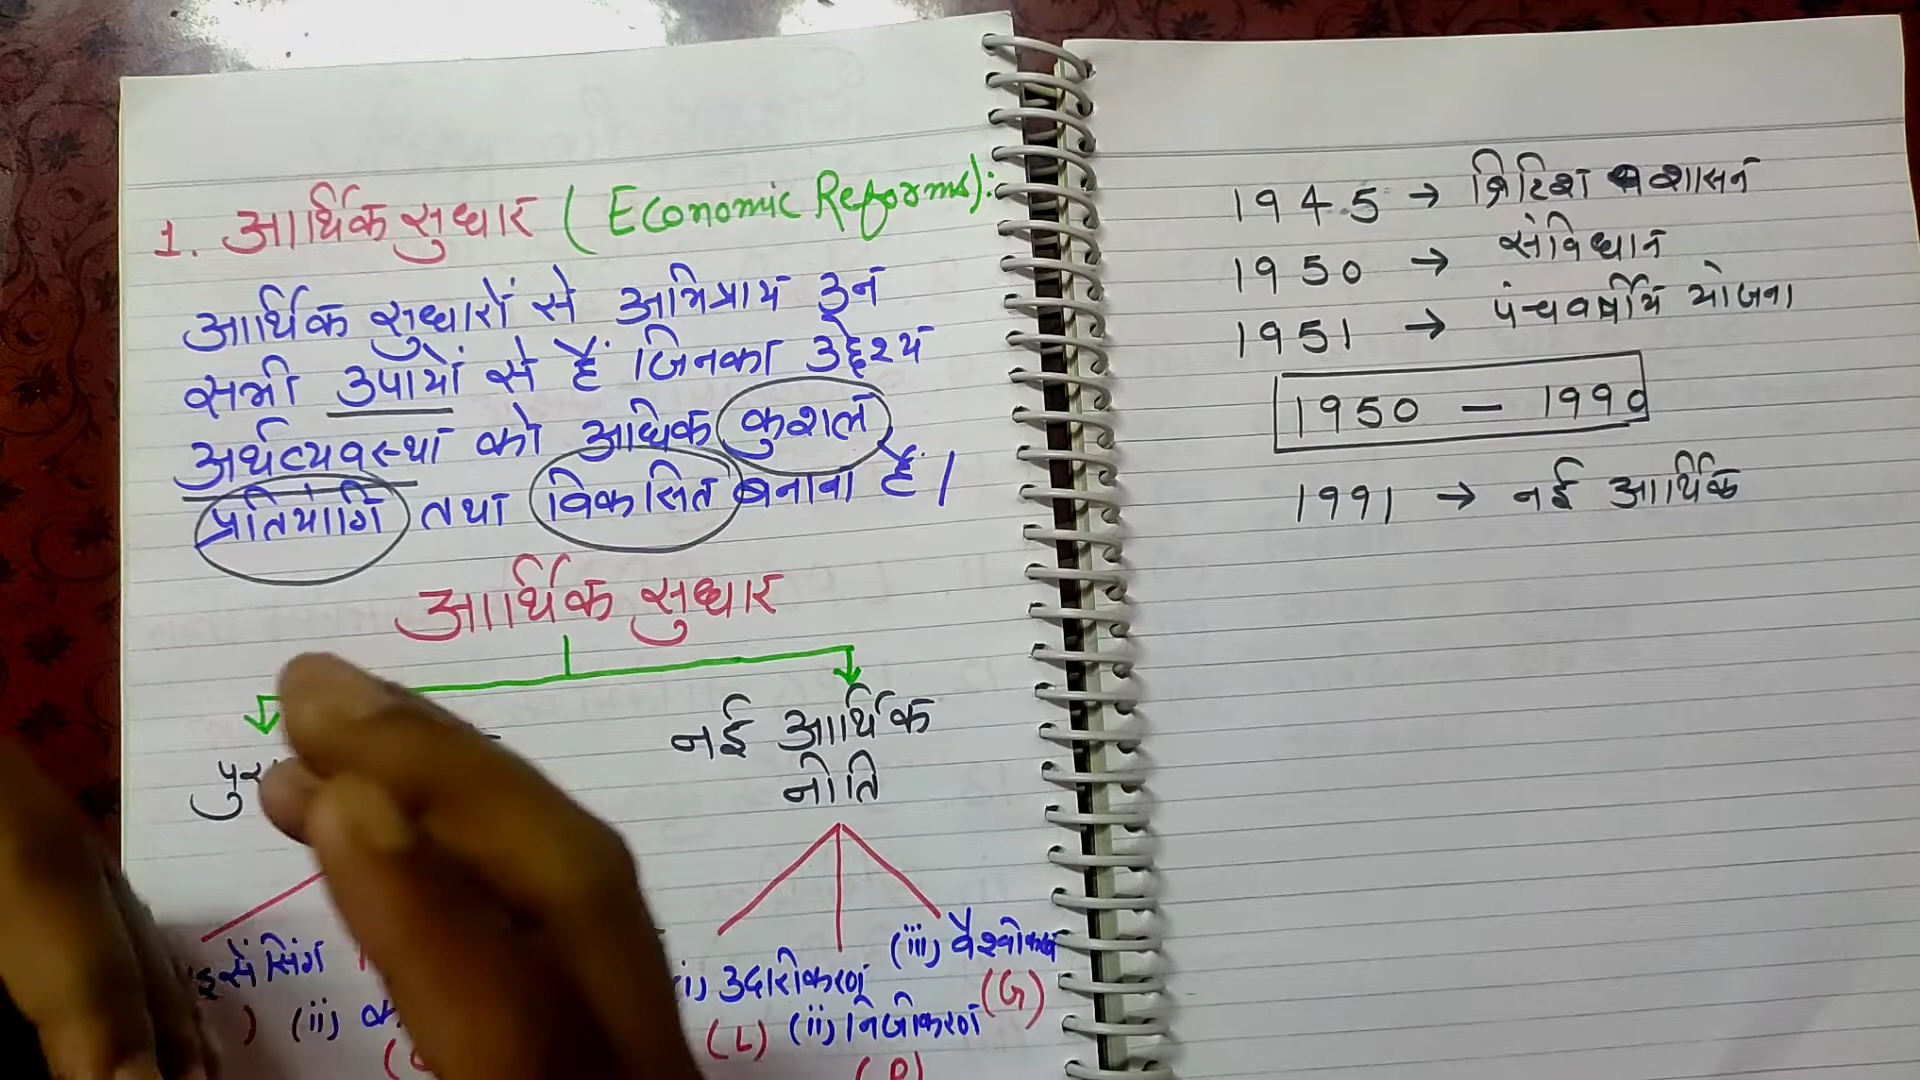 1. आर्थिक सुधार ( Economic Reforms):
आर्थिक सुधारों से अभिप्राय उन
सभी उपायों से हैं जिनका उद्देश्य
अर्थव्यवस्था को अधिक कुशल
प्रतियोगि तथा विकसित बनाना हैं।
आर्थिक सुधार
नई आर्थिक
नीति
(ii)
(i) उदारीकरण
(iii) वैश्वीकरण
(L) (ii) निजीकरण (G)
(P)
1945 → ब्रिटिश शासन
1950 → संविधान
1951 → पंचवर्षीय योजना
1950 — 1990
1991 → नई आर्थिक